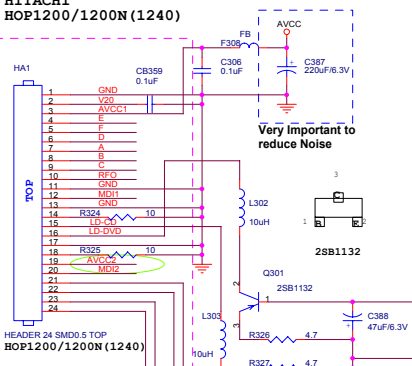 HITACHI
HOP1200/1200N(1240)
AVCC
FB
F308
HA1
CB359
0.1uF
C306
0.1uF
C387
220uF/6.3V
+
Very Important to
reduce Noise
TOP
1 GND
2 V20
3 AVCC1
4 E
5 F
6 D
7 A
8 B
9 C
10 RFO
11 GND
12 MDI1
13 GND
14 R324 10
15 LD-CD
16 LD-DVD
17
18 R325 10
19 AVCC2
20 MDI2
21
22
23
24
HEADER 24 SMD0.5 TOP
HOP1200/1200N(1240)
L302
10uH
3
C
1 B E 2
2SB1132
Q301
2SB1132
2
1
3
L303
10uH
R326 4.7
R327 4.7
+
C388
47uF/6.3V